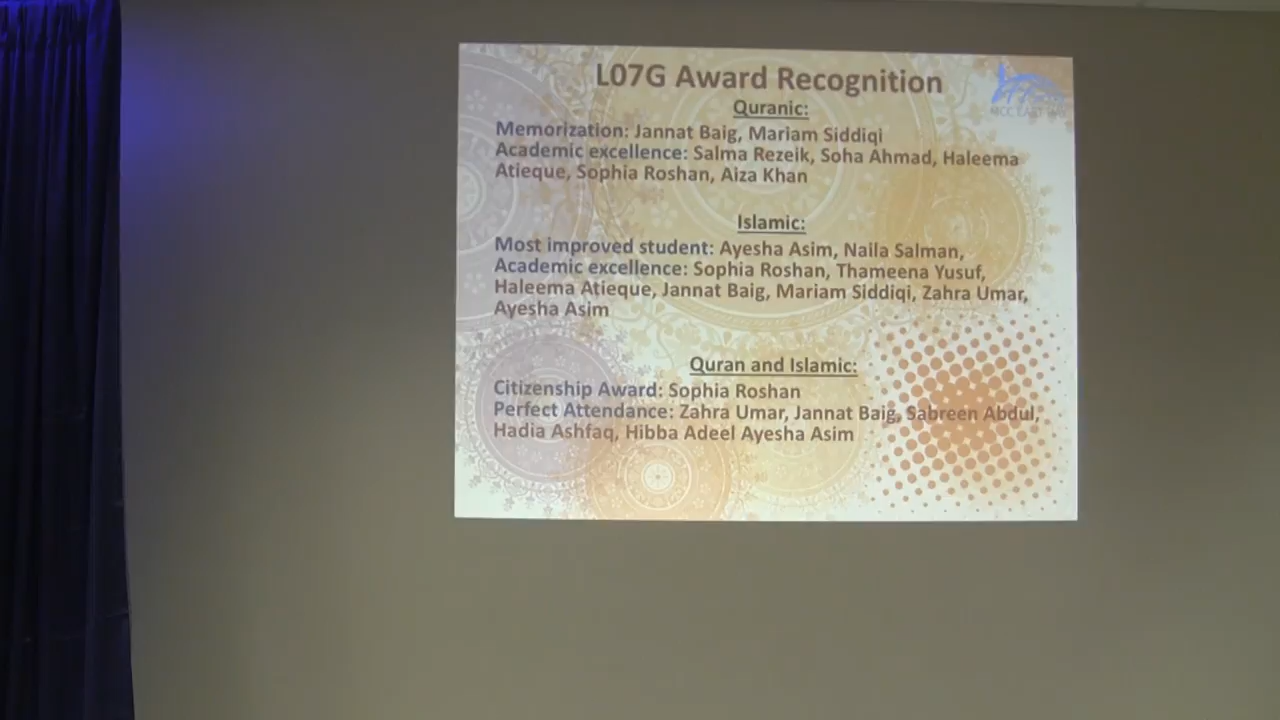 L07G Award Recognition
MCC EAST BAY
Quranic:
Memorization: Jannat Baig, Mariam Siddiqi
Academic excellence: Salma Rezeik, Soha Ahmad, Haleema
Atieque, Sophia Roshan, Aiza Khan
Islamic:
Most improved student: Ayesha Asim, Naila Salman,
Academic excellence: Sophia Roshan, Thameena Yusuf,
Haleema Atieque, Jannat Baig, Mariam Siddiqi, Zahra Umar,
Ayesha Asim
Quran and Islamic:
Citizenship Award: Sophia Roshan
Perfect Attendance: Zahra Umar, Jannat Baig, Sabreen Abdul,
Hadia Ashfaq, Hibba Adeel Ayesha Asim